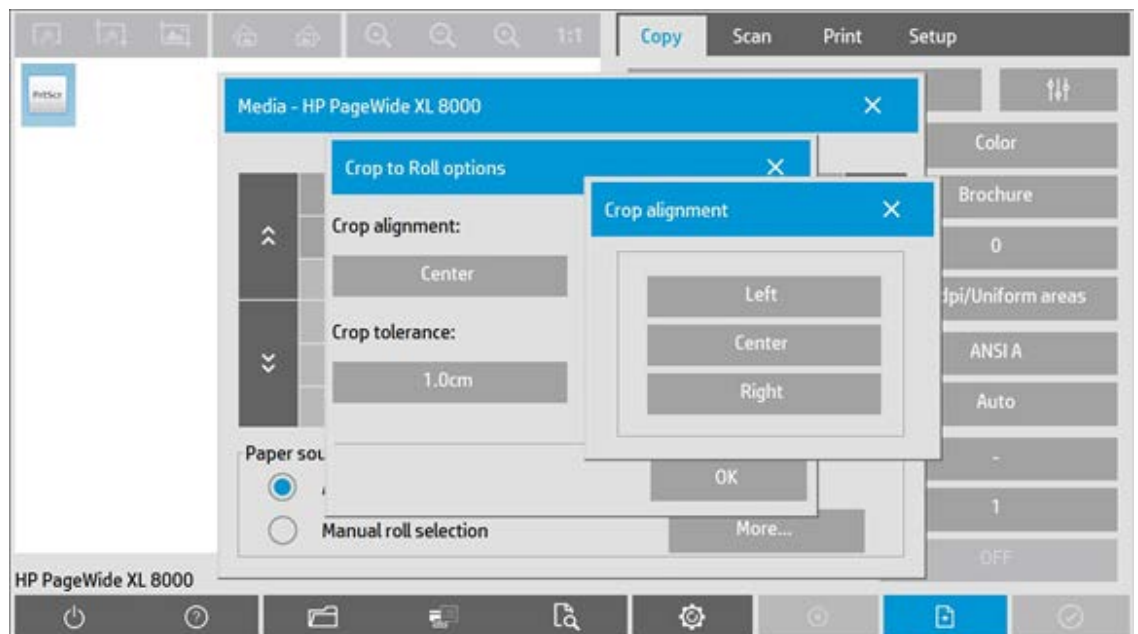 1:1
Copy
Scan
Print
Setup
PrtScr
Media - HP PageWide XL 8000
Color
Crop to Roll options
Brochure
Crop alignment
Crop alignment:
0
Center
Left
dpi/Uniform areas
Crop tolerance:
Center
ANSI A
1.0cm
Right
Auto
Paper sou
OK
-
Manual roll selection
More...
1
OFF
HP PageWide XL 8000